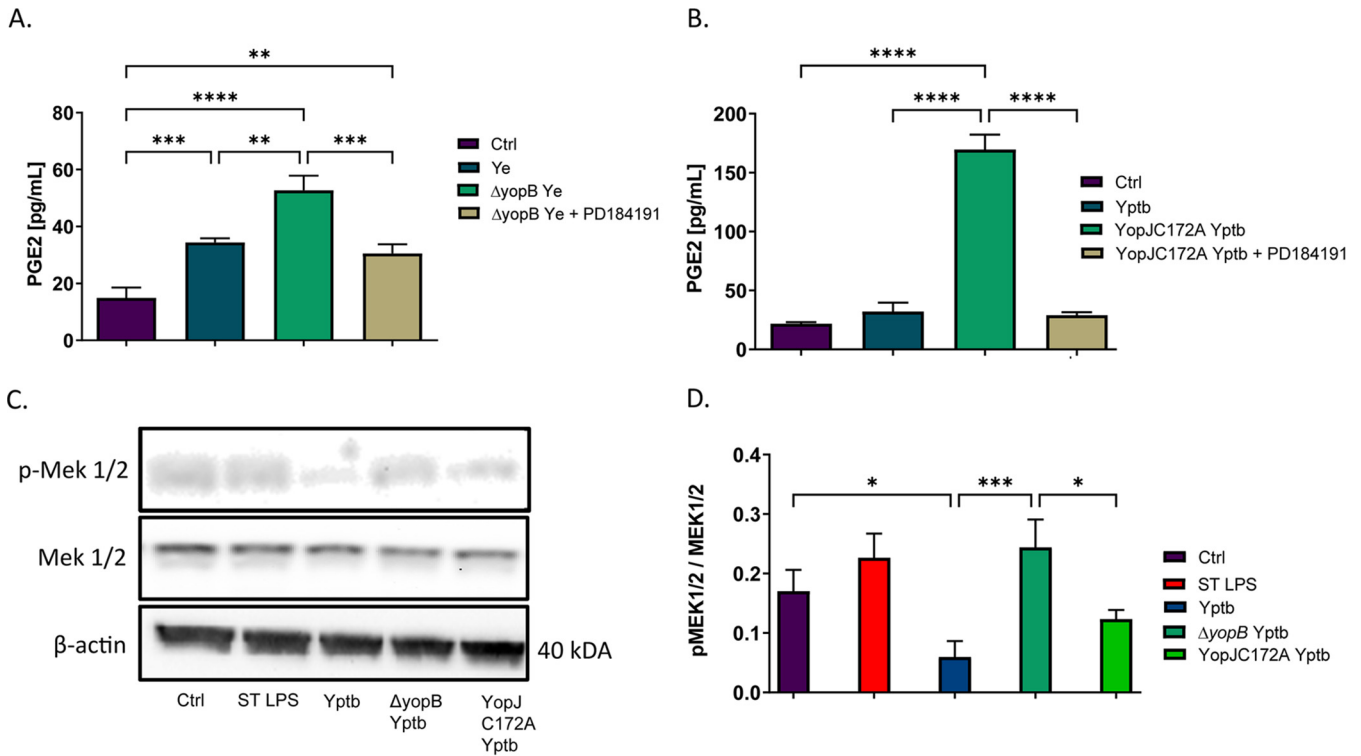 A.
**
****
***
**
***
PGE2 [pg/mL]
80
60
40
20
0
Ctrl
Ye
ΔyopB Ye
ΔyopB Ye + PD184191
B.
****
****
****
PGE2 [pg/mL]
200
150
100
50
0
Ctrl
Yptb
YopJC172A Yptb
YopJC172A Yptb + PD184191
C.
p-Mek 1/2
Mek 1/2
β-actin
40 kDA
Ctrl
ST LPS
Yptb
ΔyopB
Yptb
YopJ
C172A
Yptb
D.
*
***
*
pMEK1/2 / MEK1/2
0.4
0.3
0.2
0.1
0.0
Ctrl
ST LPS
Yptb
ΔyopB Yptb
YopJC172A Yptb